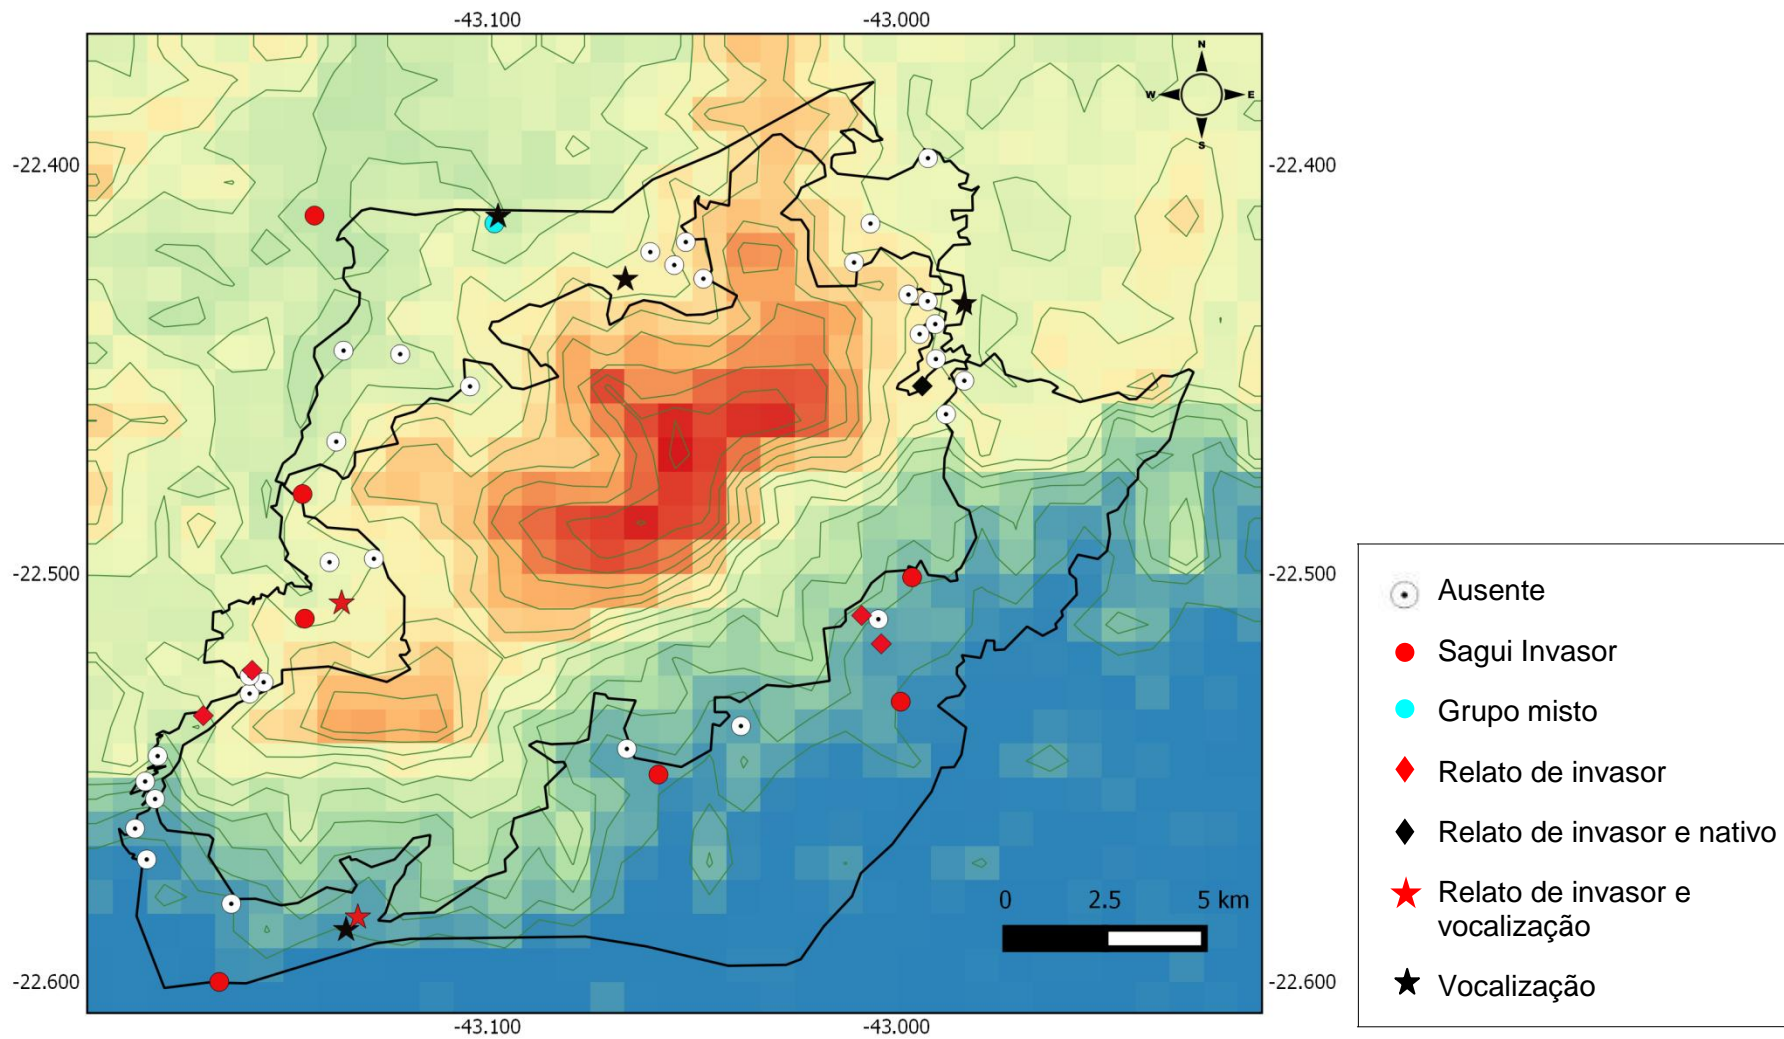 -43.100 -43.000
N
W E
S
-22.400 -22.400
-22.500 -22.500
Ausente
Sagui Invasor
Grupo misto
Relato de invasor
Relato de invasor e nativo
Relato de invasor e
vocalização
Vocalização
0 2.5 5 km
-22.600 -22.600
-43.100 -43.000